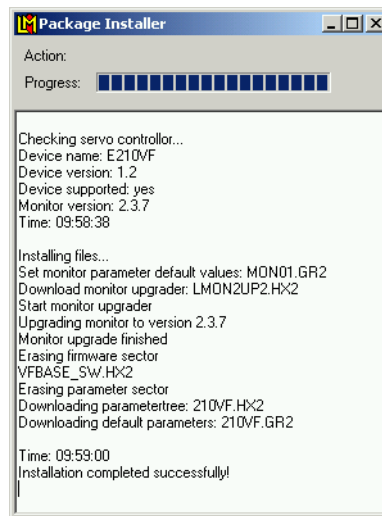 Package Installer
Action:
Progress:
Checking servo controllor...
Device name: E210VF
Device version: 1.2
Device supported: yes
Monitor version: 2.3.7
Time: 09:58:38
Installing files...
Set monitor parameter default values: MON01.GR2
Download monitor upgrader: LMON2UP2.HX2
Start monitor upgrader
Upgrading monitor to version 2.3.7
Monitor upgrade finished
Erasing firmware sector
VFBASE_SW.HX2
Erasing parameter sector
Downloading parametertree: 210VF.HX2
Downloading default parameters: 210VF.GR2
Time: 09:59:00
Installation completed successfully!